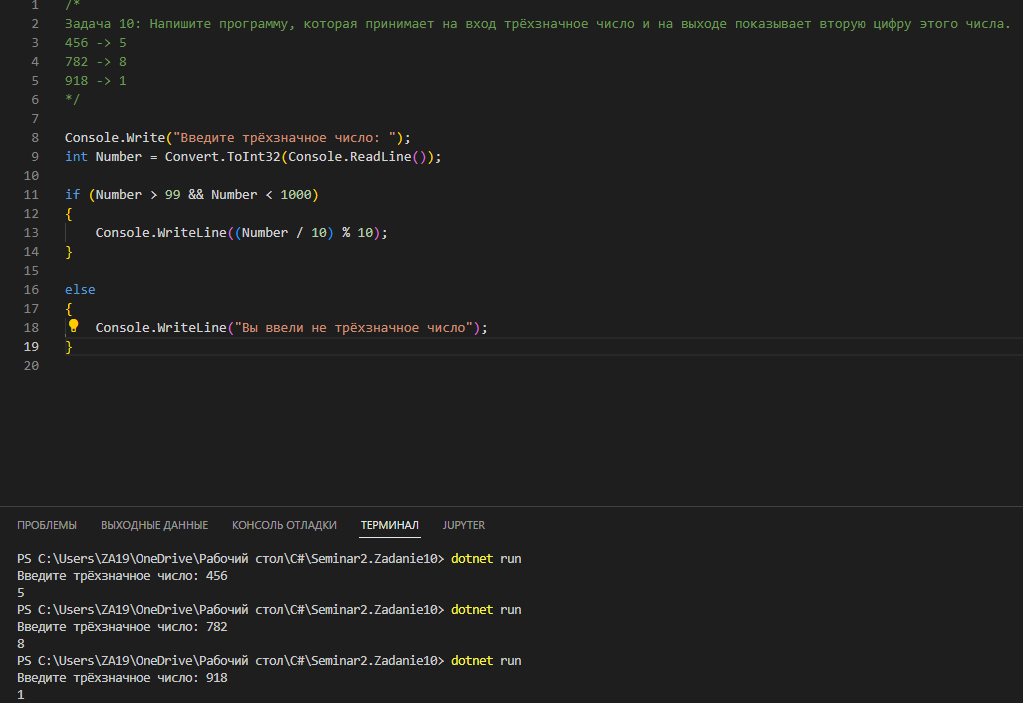 1 /*
2 Задача 10: Напишите программу, которая принимает на вход трёхзначное число и на выходе показывает вторую цифру этого числа.
3 456 -> 5
4 782 -> 8
5 918 -> 1
6 */
7
8 Console.Write("Введите трёхзначное число: ");
9 int Number = Convert.ToInt32(Console.ReadLine());
10
11 if (Number > 99 && Number < 1000)
12 {
13     Console.WriteLine((Number / 10) % 10);
14 }
15
16 else
17 {
18     Console.WriteLine("Вы ввели не трёхзначное число");
19 }
20
ПРОБЛЕМЫ ВЫХОДНЫЕ ДАННЫЕ КОНСОЛЬ ОТЛАДКИ ТЕРМИНАЛ JUPYTER
PS C:\Users\ZA19\OneDrive\Рабочий стол\C#\Seminar2.Zadanie10> dotnet run
Введите трёхзначное число: 456
5
PS C:\Users\ZA19\OneDrive\Рабочий стол\C#\Seminar2.Zadanie10> dotnet run
Введите трёхзначное число: 782
8
PS C:\Users\ZA19\OneDrive\Рабочий стол\C#\Seminar2.Zadanie10> dotnet run
Введите трёхзначное число: 918
1